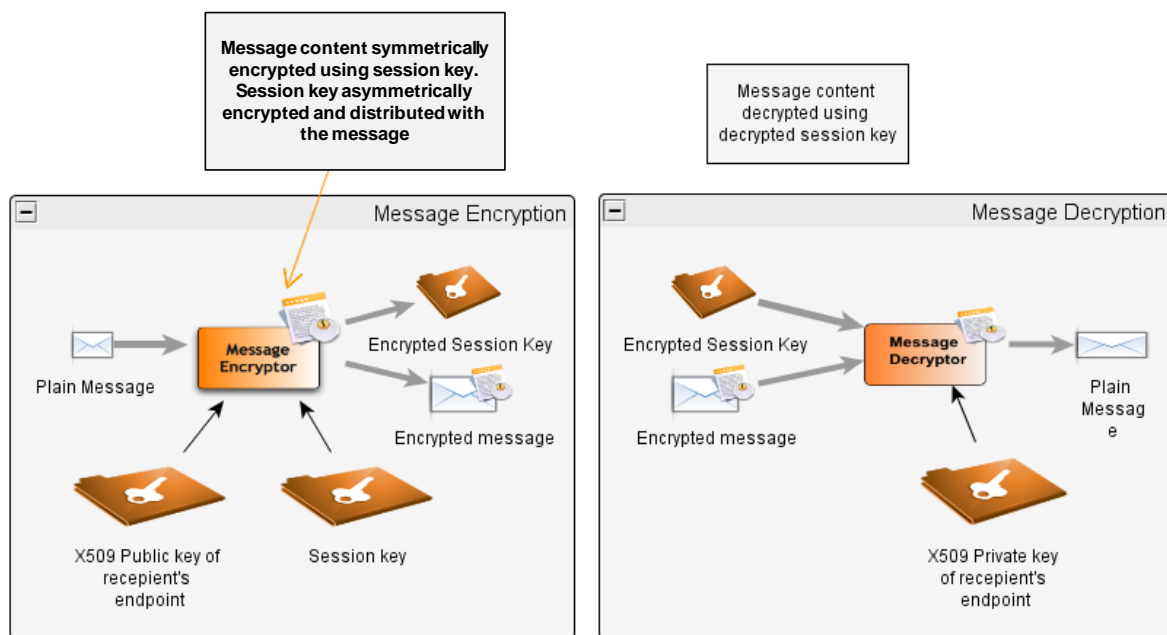 Message content symmetrically
encrypted using session key.
Session key asymmetrically
encrypted and distributed with
the message
Message content
decrypted using
decrypted session key
Message Encryption
Plain Message
Message
Encryptor
Encrypted Session Key
Encrypted message
X509 Public key of
recepient's
endpoint
Session key
Message Decryption
Encrypted Session Key
Encrypted message
Message
Decryptor
Plain
Messag
e
X509 Private key
of recepient's
endpoint